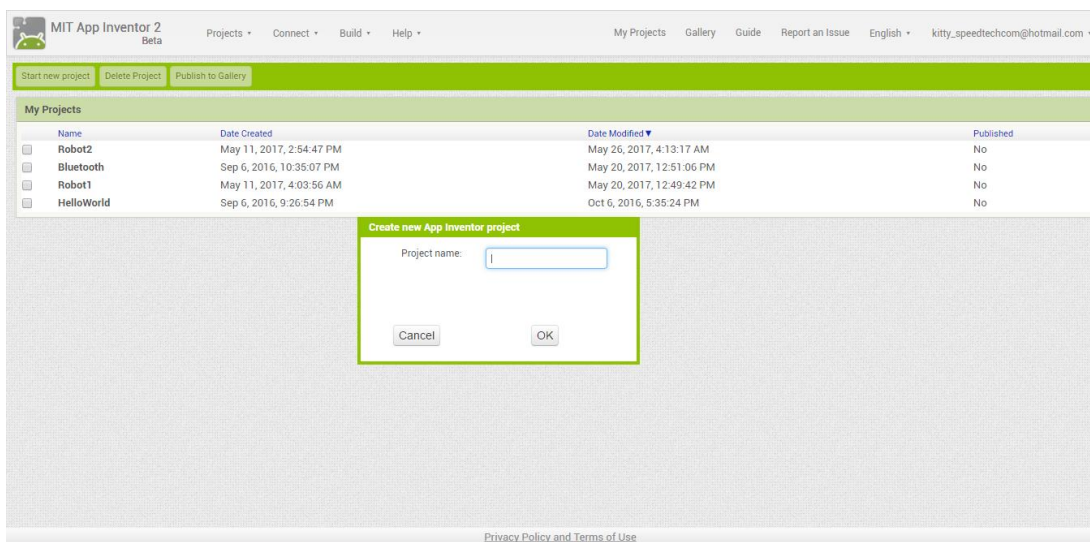 MIT App Inventor 2
Beta
Projects Connect Build Help My Projects Gallery Guide Report an Issue English kitty_speedtechcom@hotmail.com
Start new project Delete Project Publish to Gallery
My Projects
Name Date Created Date Modified ▼ Published
Robot2 May 11, 2017, 2:54:47 PM May 26, 2017, 4:13:17 AM No
Bluetooth Sep 6, 2016, 10:35:07 PM May 20, 2017, 12:51:06 PM No
Robot1 May 11, 2017, 4:03:56 AM May 20, 2017, 12:49:42 PM No
HelloWorld Sep 6, 2016, 9:26:54 PM Oct 6, 2016, 5:35:24 PM No
Create new App Inventor project
Project name:
Cancel OK
Privacy Policy and Terms of Use